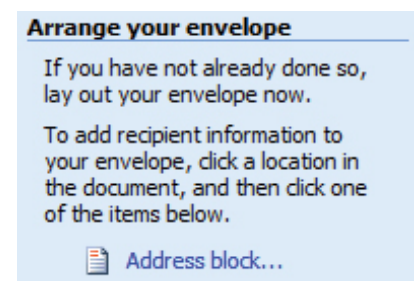 Arrange your envelope
If you have not already done so,
lay out your envelope now.
To add recipient information to
your envelope, click a location in
the document, and then click one
of the items below.
Address block...